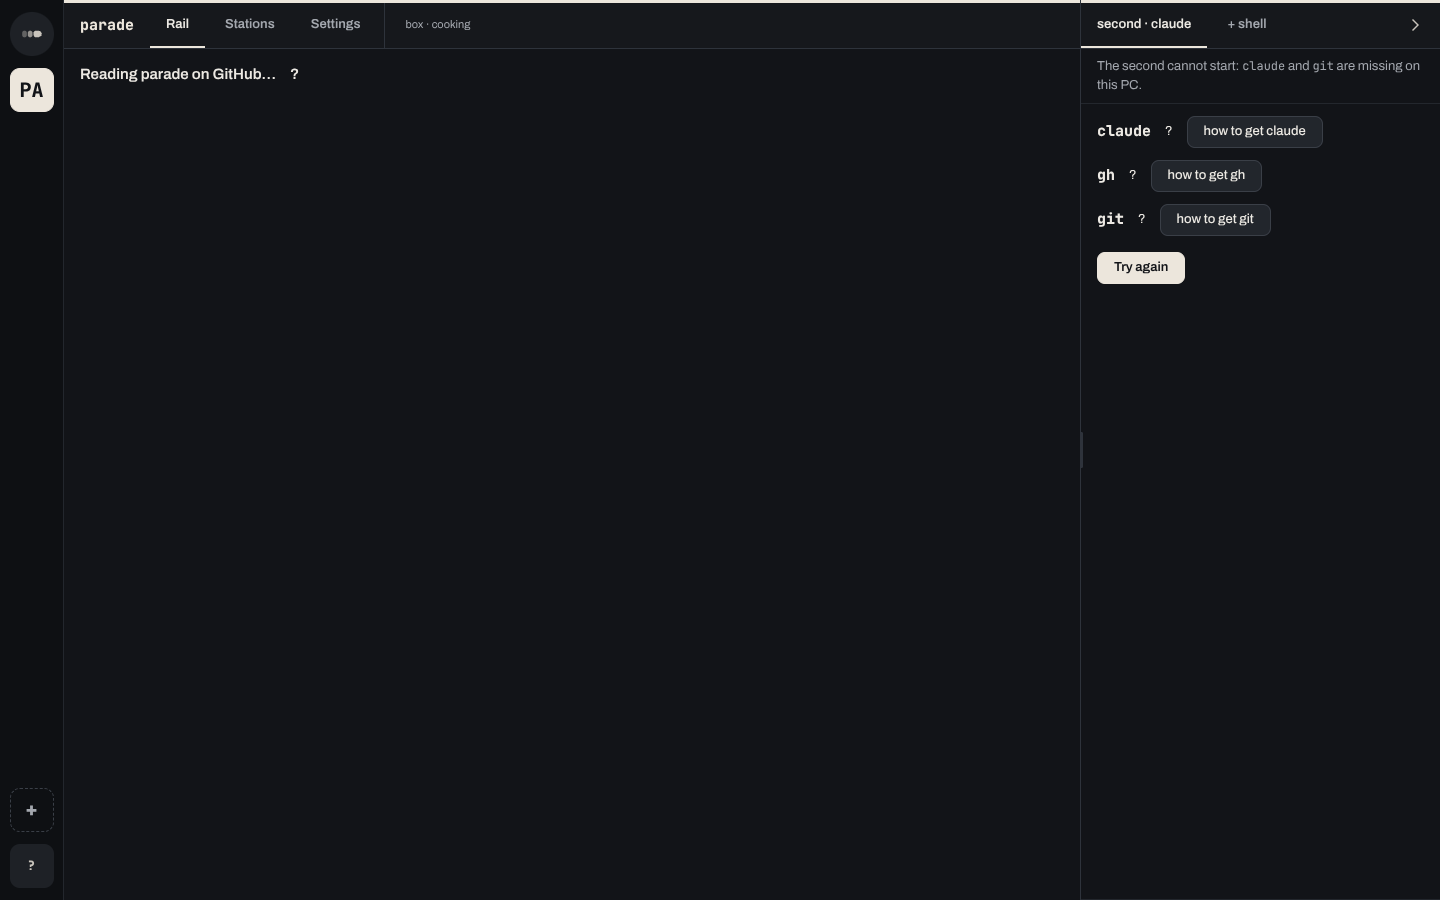 PA
+
?
parade
Rail
Stations
Settings
box · cooking
Reading parade on GitHub... ?
second · claude
+ shell
The second cannot start: claude and git are missing on
this PC.
claude ? how to get claude
gh ? how to get gh
git ? how to get git
Try again